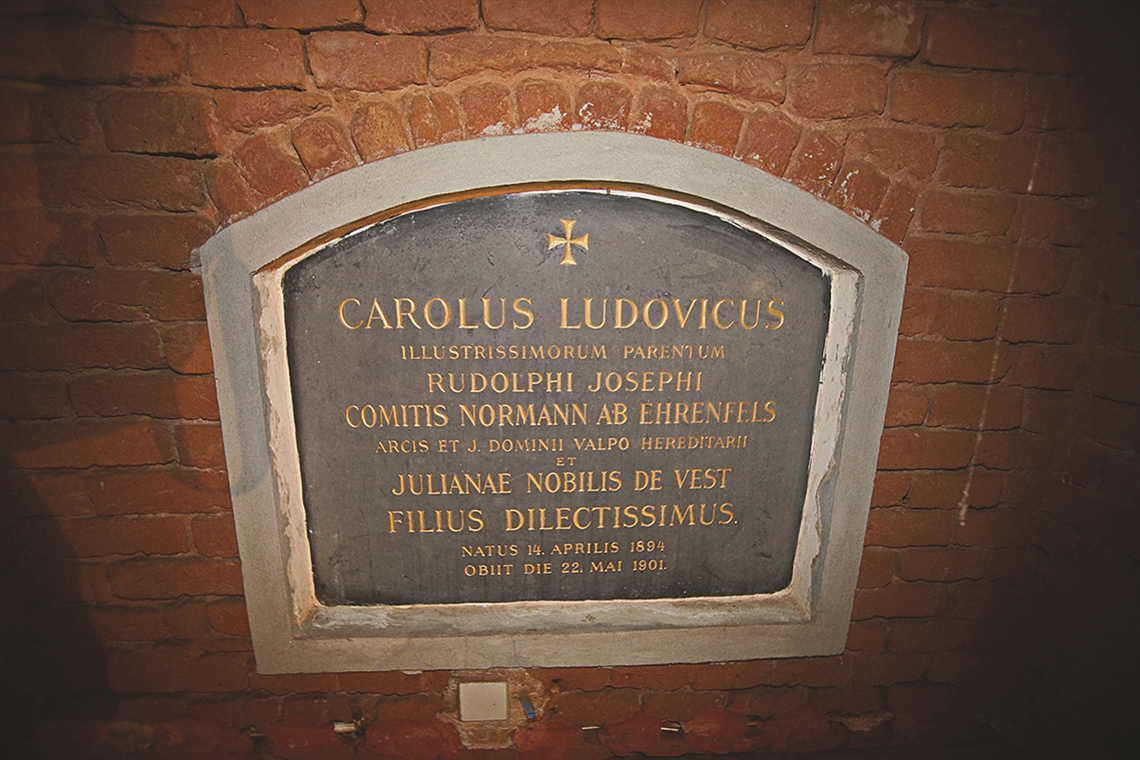 CAROLUS LUDOVICUS
ILLUSTRISSIMORUM PARENTUM
RUDOLPHI JOSEPHI
COMITIS NORMANN AB EHRENFELS
ARCIS ET J. DOMINII VALPO HEREDITARII
ET
JULIANAE NOBILIS DE VEST
FILIUS DILECTISSIMUS.
NATUS 14. APRILIS 1894
OBIIT DIE 22. MAI 1901.